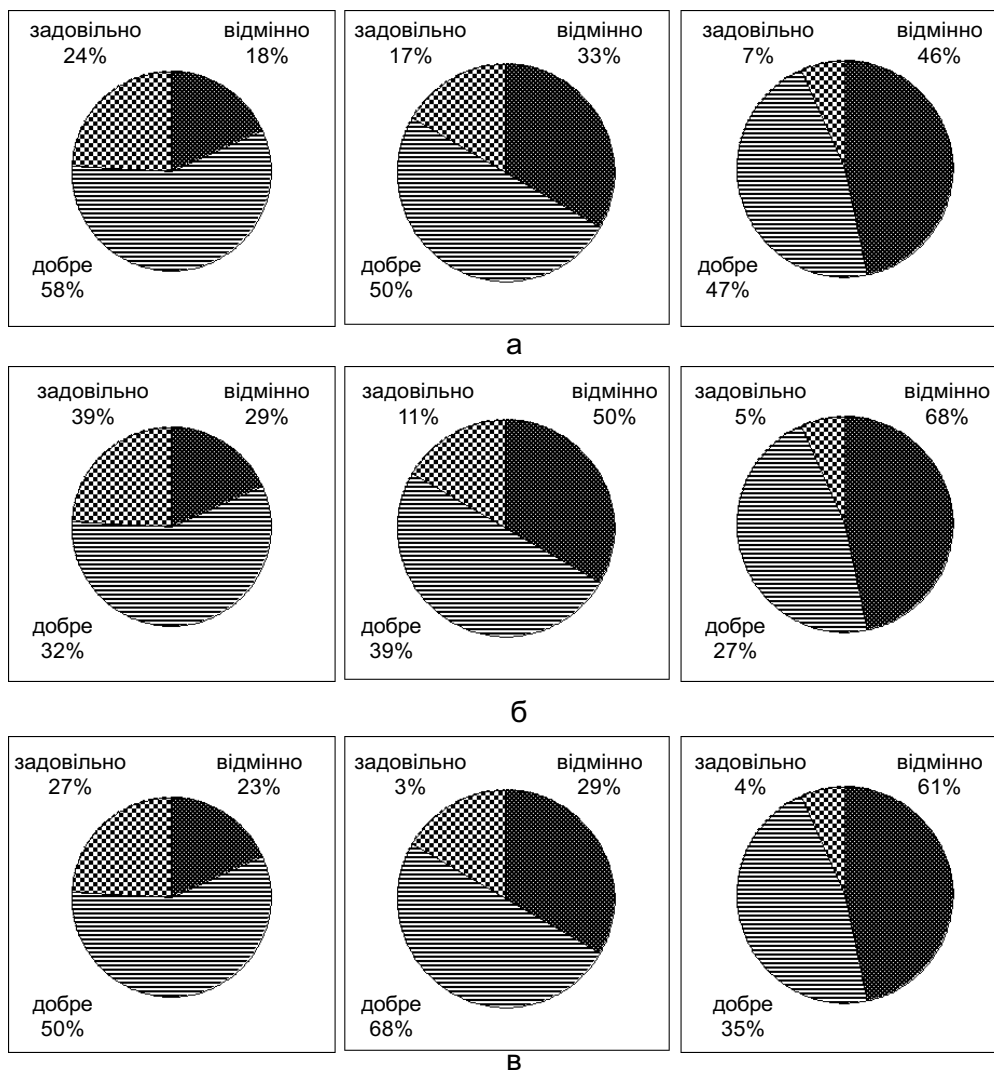 задовільно відмінно
24% 18%
добре
58%
задовільно відмінно
17% 33%
добре
50%
задовільно відмінно
7% 46%
добре
47%
а
задовільно відмінно
39% 29%
добре
32%
задовільно відмінно
11% 50%
добре
39%
задовільно відмінно
5% 68%
добре
27%
б
задовільно відмінно
27% 23%
добре
50%
задовільно відмінно
3% 29%
добре
68%
задовільно відмінно
4% 61%
добре
35%
в